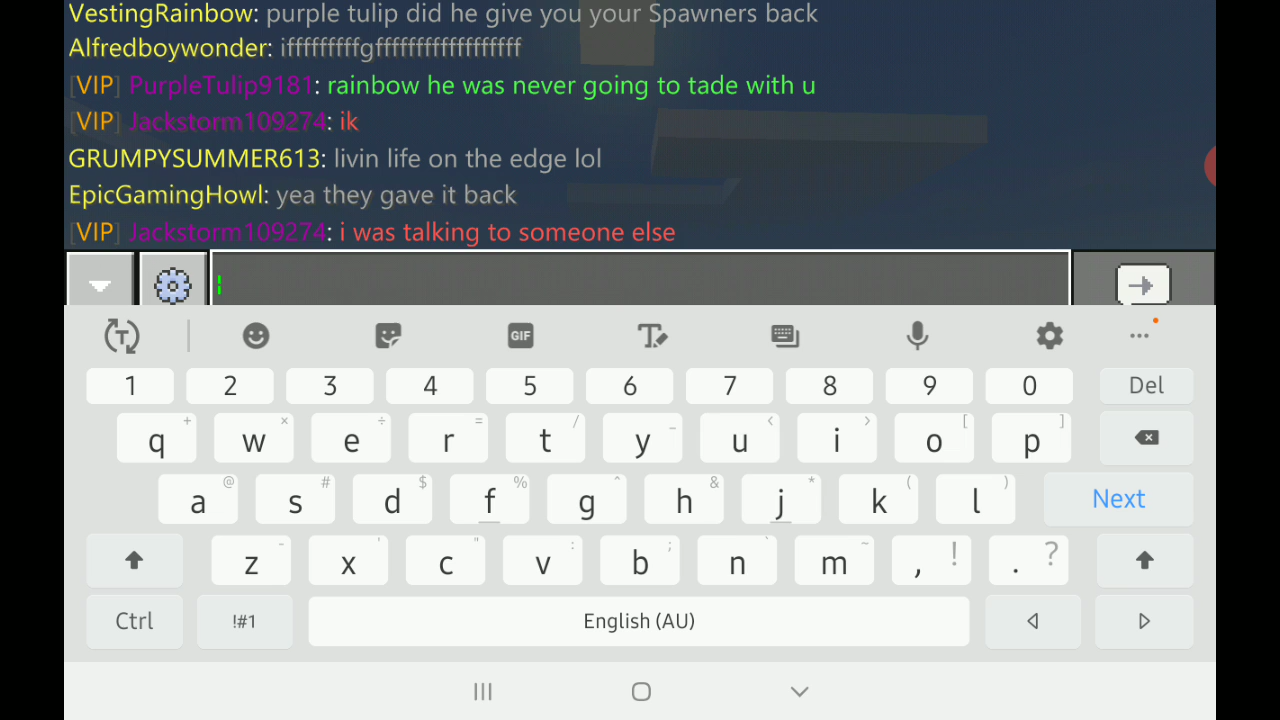 VestingRainbow: purple tulip did he give you your Spawners back
Alfredboywonder: ifffffffffgffffffffffffffffff
[VIP] PurpleTulip9181: rainbow he was never going to tade with u
[VIP] Jackstorm109274: ik
GRUMPYSUMMER613: livin life on the edge lol
EpicGamingHowl: yea they gave it back
[VIP] Jackstorm109274: i was talking to someone else
T GIF T
1 2 3 4 5 6 7 8 9 0 Del
+ × ÷ = / _ < > [ ]
q w e r t y u i o p
@ # $ % ^ & * ( )
a s d f g h j k l Next
- ' " : ; ` ~ ! ?
z x c v b n m , .
Ctrl !#1 English (AU)